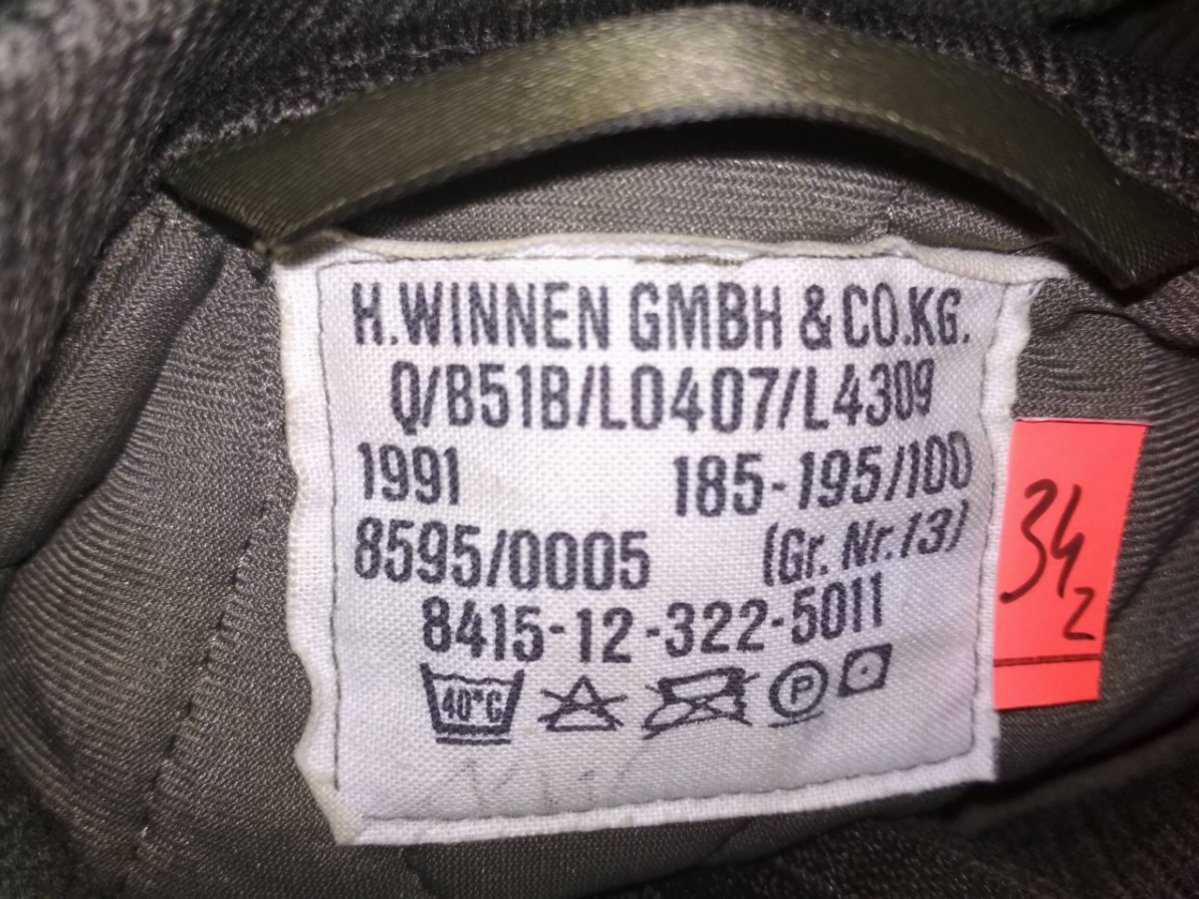 H.WINNEN GMBH & CO.KG.
Q/B51B/L0407/L4309
1991 185-195/100
8595/0005 (Gr. Nr. 13)
8415-12-322-5011
40°C P
34
2